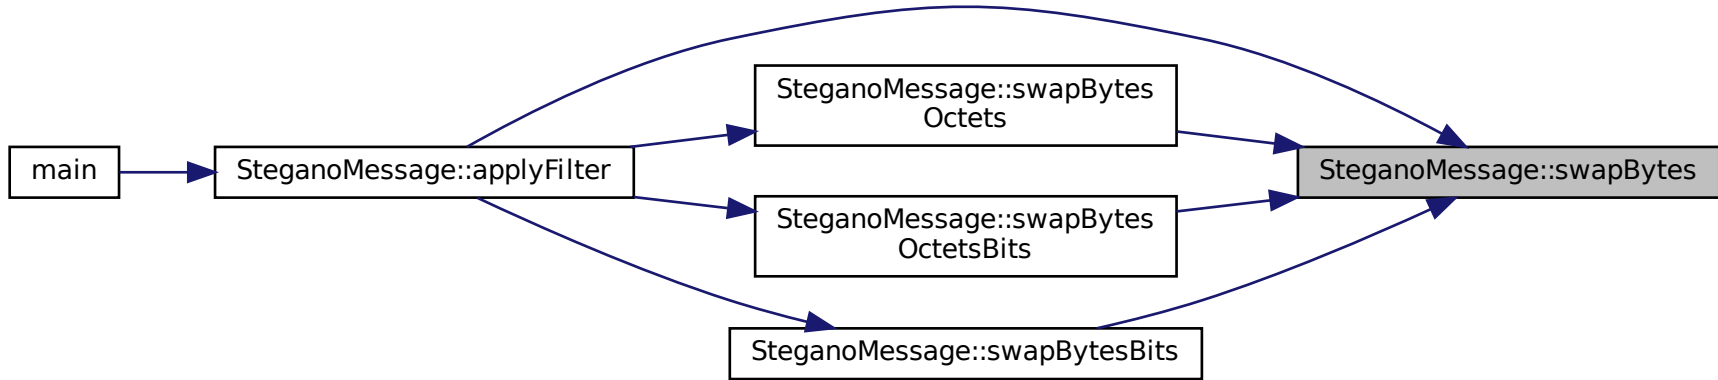 main
SteganoMessage::applyFilter
SteganoMessage::swapBytes
Octets
SteganoMessage::swapBytes
OctetsBits
SteganoMessage::swapBytesBits
SteganoMessage::swapBytes